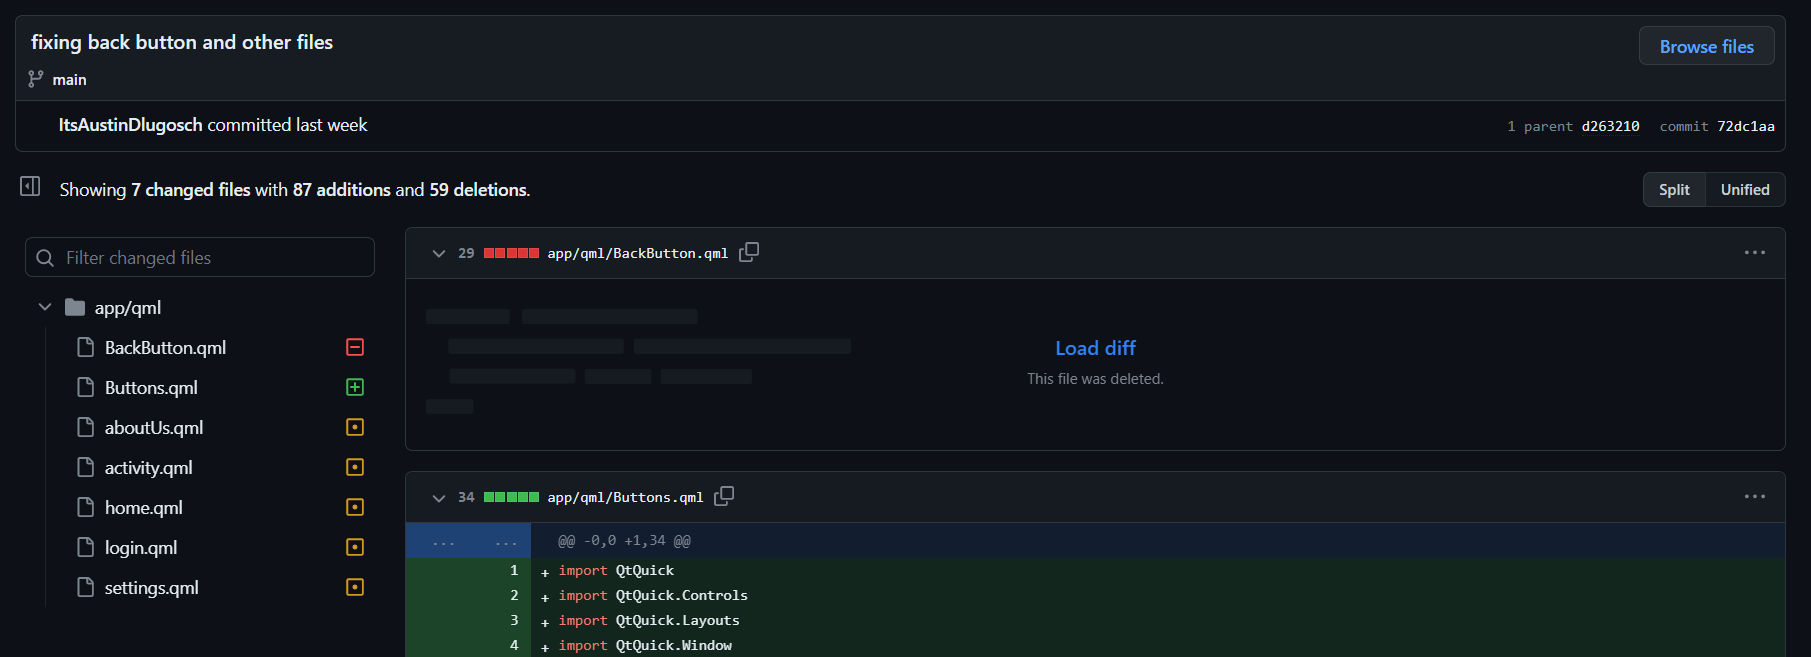 fixing back button and other files
Browse files
main
ItsAustinDlugosch committed last week
1 parent d263210 commit 72dc1aa
Showing 7 changed files with 87 additions and 59 deletions.
Split Unified
Filter changed files
app/qml
BackButton.qml
Buttons.qml
aboutUs.qml
activity.qml
home.qml
login.qml
settings.qml
29 app/qml/BackButton.qml
Load diff
This file was deleted.
34 app/qml/Buttons.qml
... ... @@ -0,0 +1,34 @@
1 + import QtQuick
2 + import QtQuick.Controls
3 + import QtQuick.Layouts
4 + import QtQuick.Window